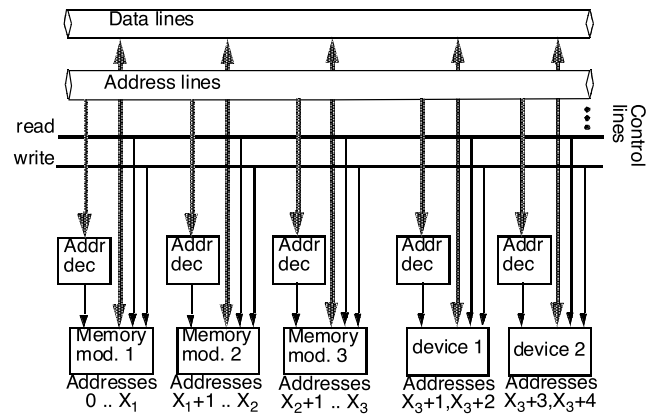 Data lines
Address lines
read
write
Control
lines
Addr
dec
Addr
dec
Addr
dec
Addr
dec
Addr
dec
Memory
mod. 1
Memory
mod. 2
Memory
mod. 3
device 1
device 2
Addresses
0 .. X₁
Addresses
X₁+1 .. X₂
Addresses
X₂+1 .. X₃
Addresses
X₃+1,X₃+2
Addresses
X₃+3,X₃+4